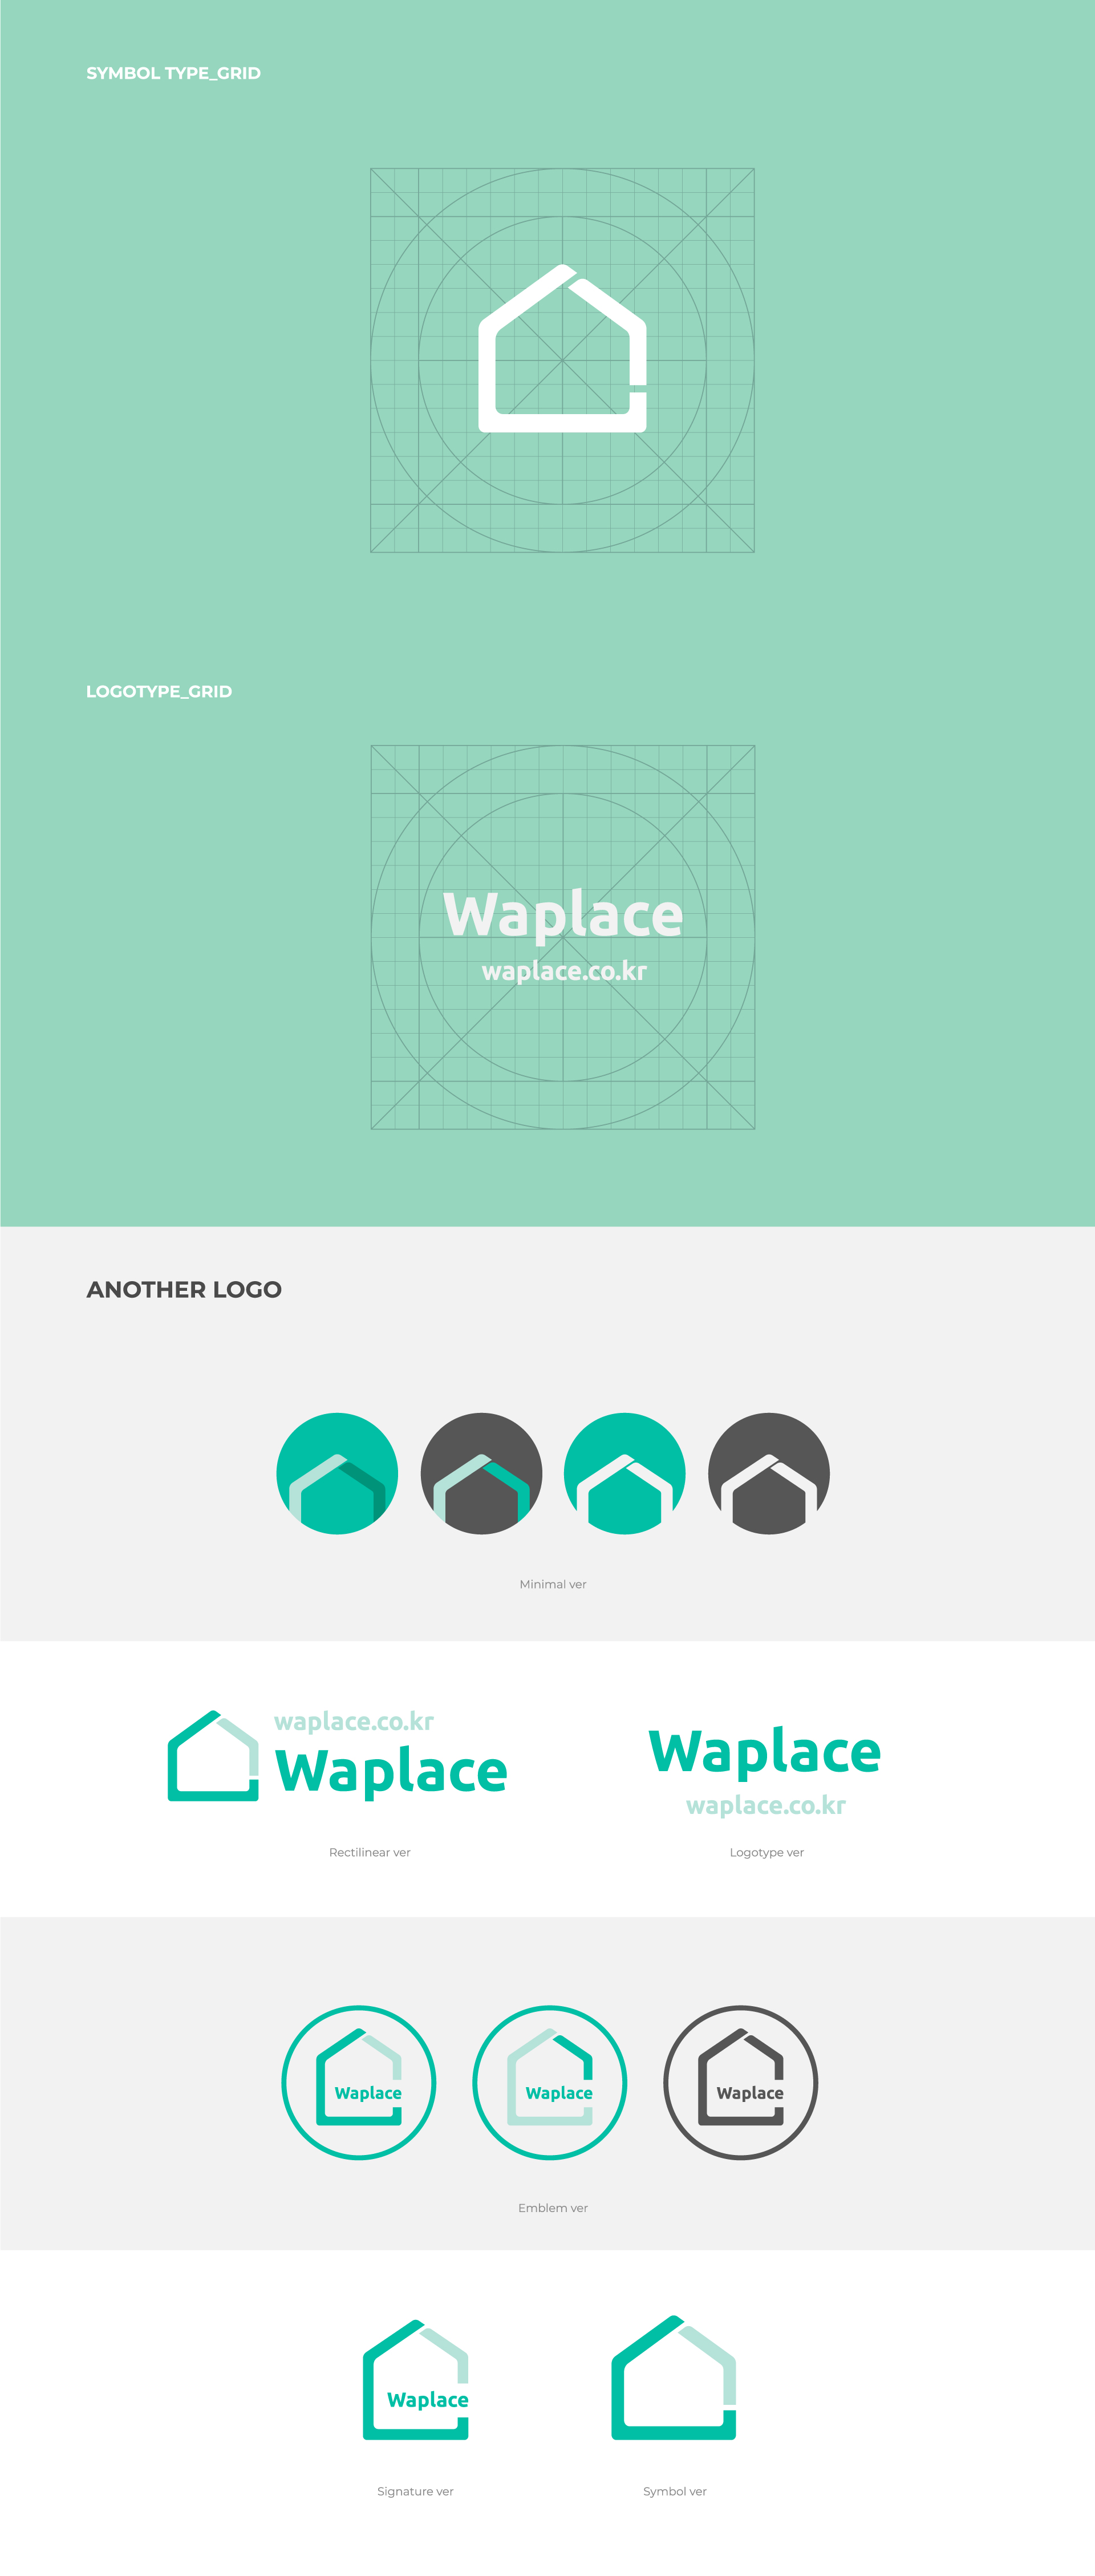 SYMBOL TYPE_GRID
LOGOTYPE_GRID
Waplace
waplace.co.kr
ANOTHER LOGO
Minimal ver
waplace.co.kr
Waplace
Rectilinear ver
Waplace
waplace.co.kr
Logotype ver
Waplace
Waplace
Waplace
Emblem ver
Waplace
Signature ver
Symbol ver